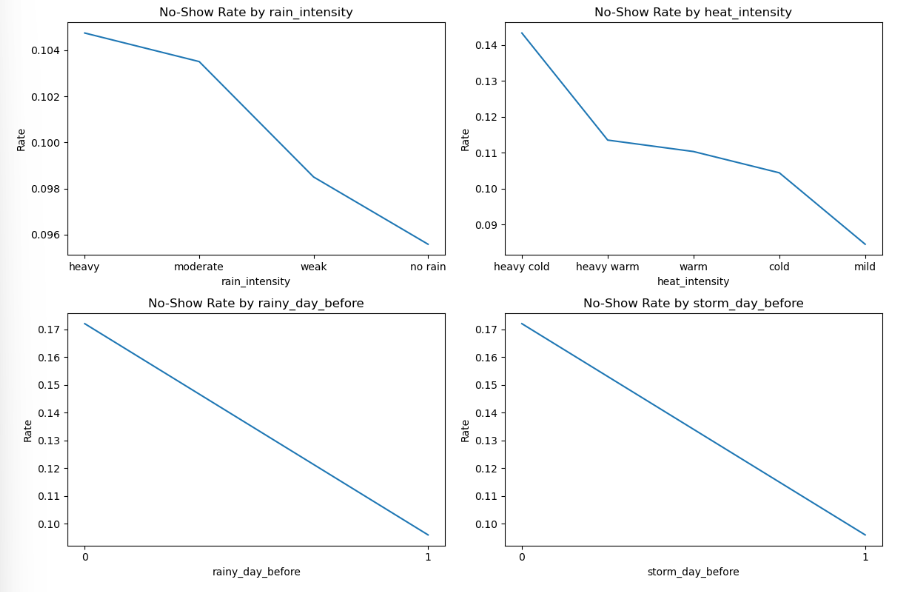 No-Show Rate by rain_intensity
0.104
0.102
0.100
0.098
0.096
Rate
heavy moderate weak no rain
rain_intensity
No-Show Rate by heat_intensity
0.14
0.13
0.12
0.11
0.10
0.09
Rate
heavy cold heavy warm warm cold mild
heat_intensity
No-Show Rate by rainy_day_before
0.17
0.16
0.15
0.14
0.13
0.12
0.11
0.10
Rate
0 1
rainy_day_before
No-Show Rate by storm_day_before
0.17
0.16
0.15
0.14
0.13
0.12
0.11
0.10
Rate
0 1
storm_day_before